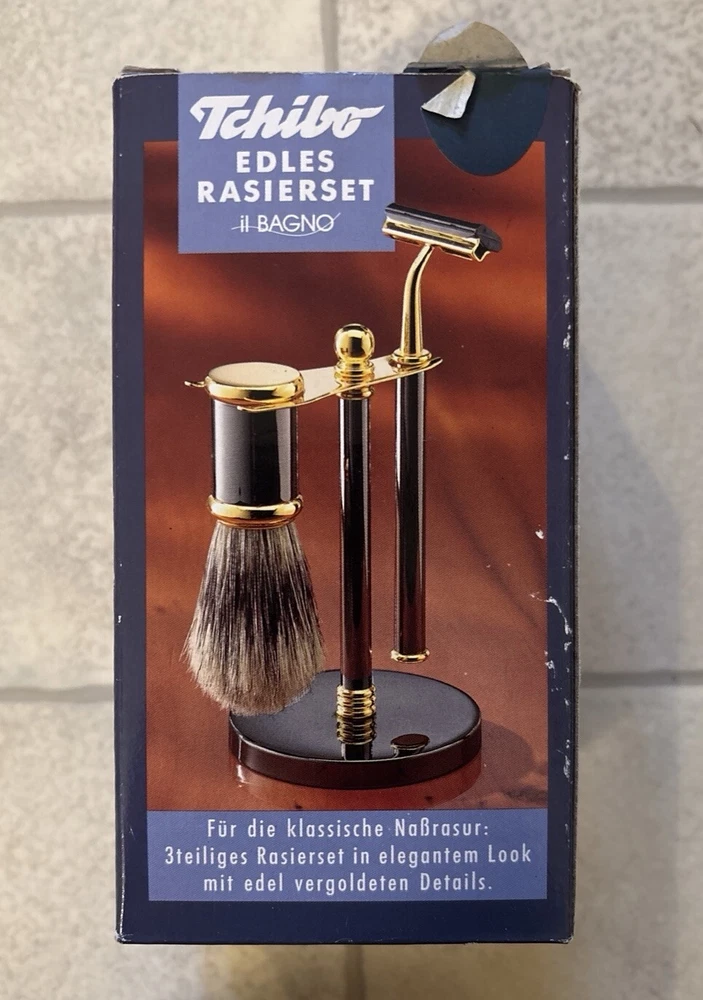 Tchibo
EDLES
RASIERSET
il BAGNO
Für die klassische Naßrasur:
3teiliges Rasierset in elegantem Look
mit edel vergoldeten Details.